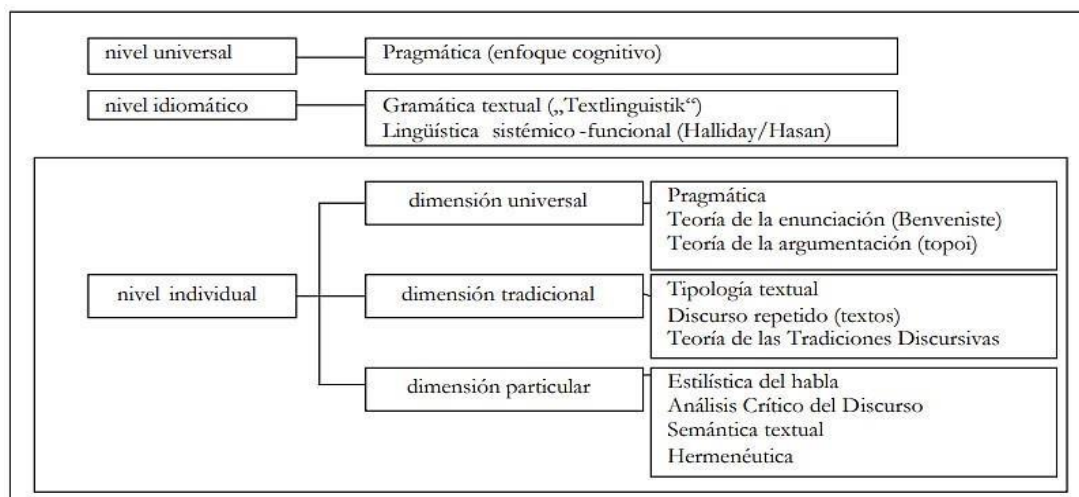 nivel universal
Pragmática (enfoque cognitivo)
nivel idiomático
Gramática textual („Textlinguistik“)
Lingüística sistémico-funcional (Halliday/Hasan)
dimensión universal
Pragmática
Teoría de la enunciación (Benveniste)
Teoría de la argumentación (topoi)
nivel individual
dimensión tradicional
Tipología textual
Discurso repetido (textos)
Teoría de las Tradiciones Discursivas
dimensión particular
Estilística del habla
Análisis Crítico del Discurso
Semántica textual
Hermenéutica